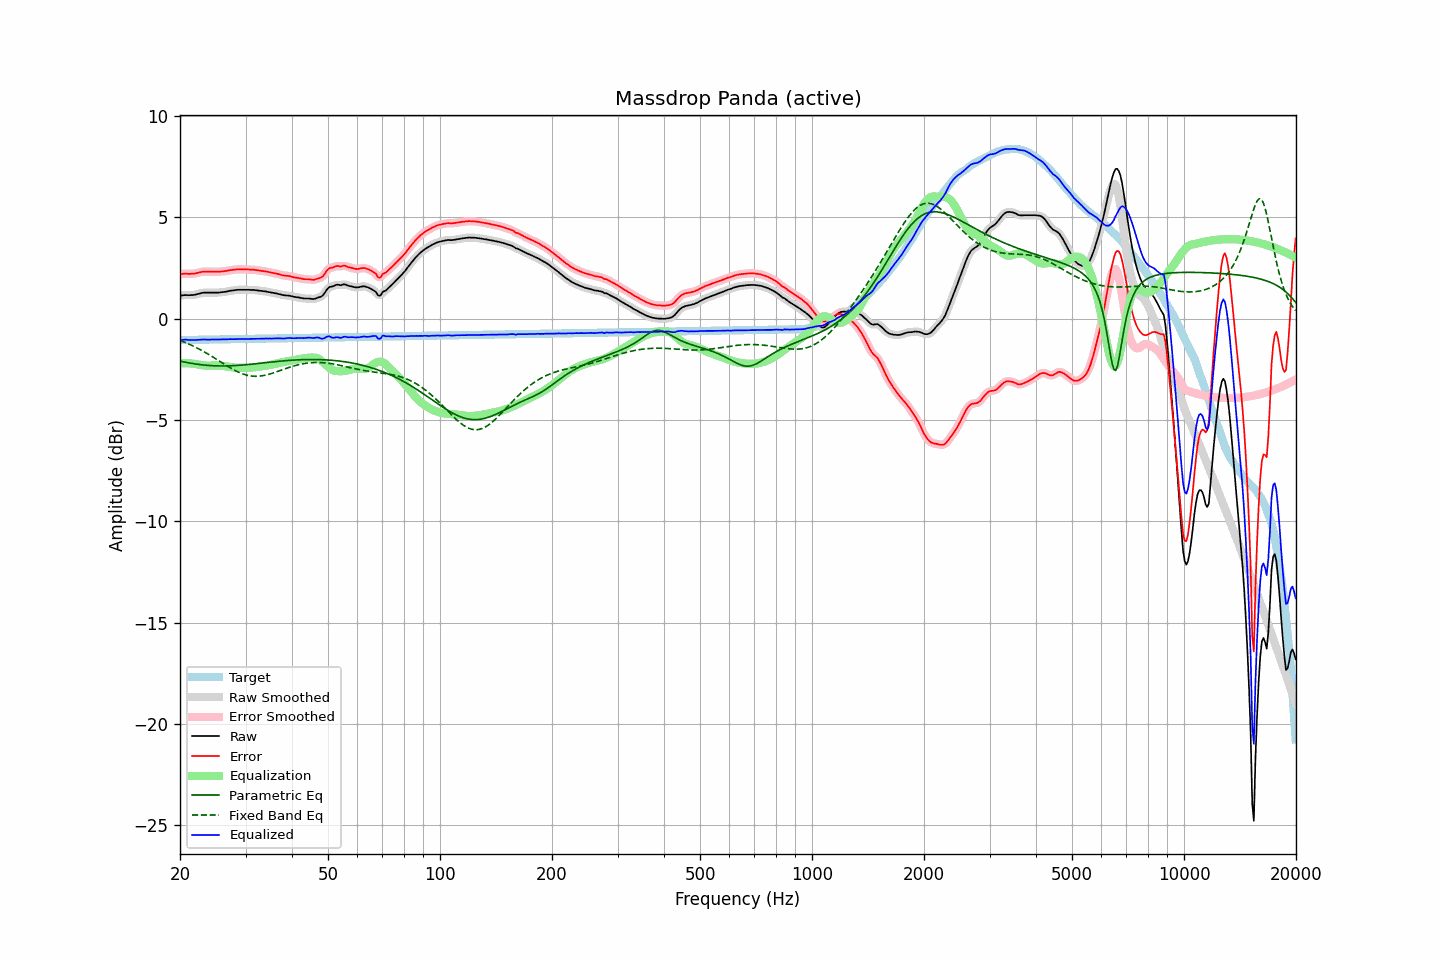 Massdrop Panda (active)
10
5
0
−5
−10
−15
−20
−25
Amplitude (dBr)
Target
Raw Smoothed
Error Smoothed
Raw
Error
Equalization
Parametric Eq
Fixed Band Eq
Equalized
20 50 100 200 500 1000 2000 5000 10000 20000
Frequency (Hz)